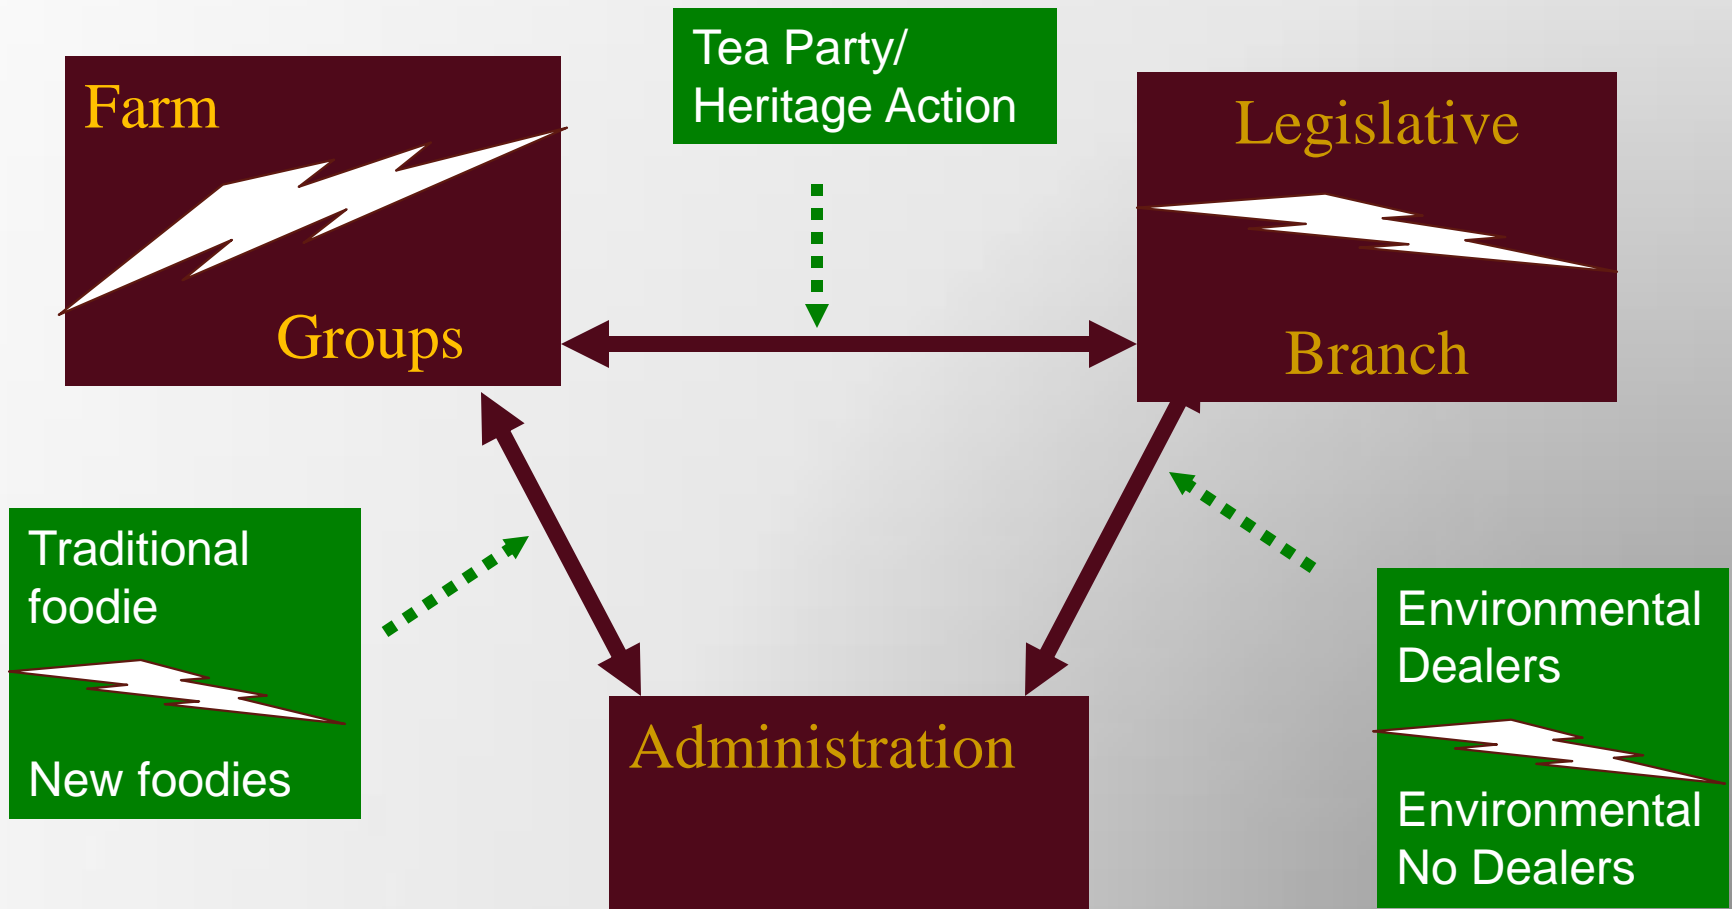 Farm
Groups
Tea Party/
Heritage Action
Legislative
Branch
Traditional
foodie
New foodies
Administration
Environmental
Dealers
Environmental
No Dealers